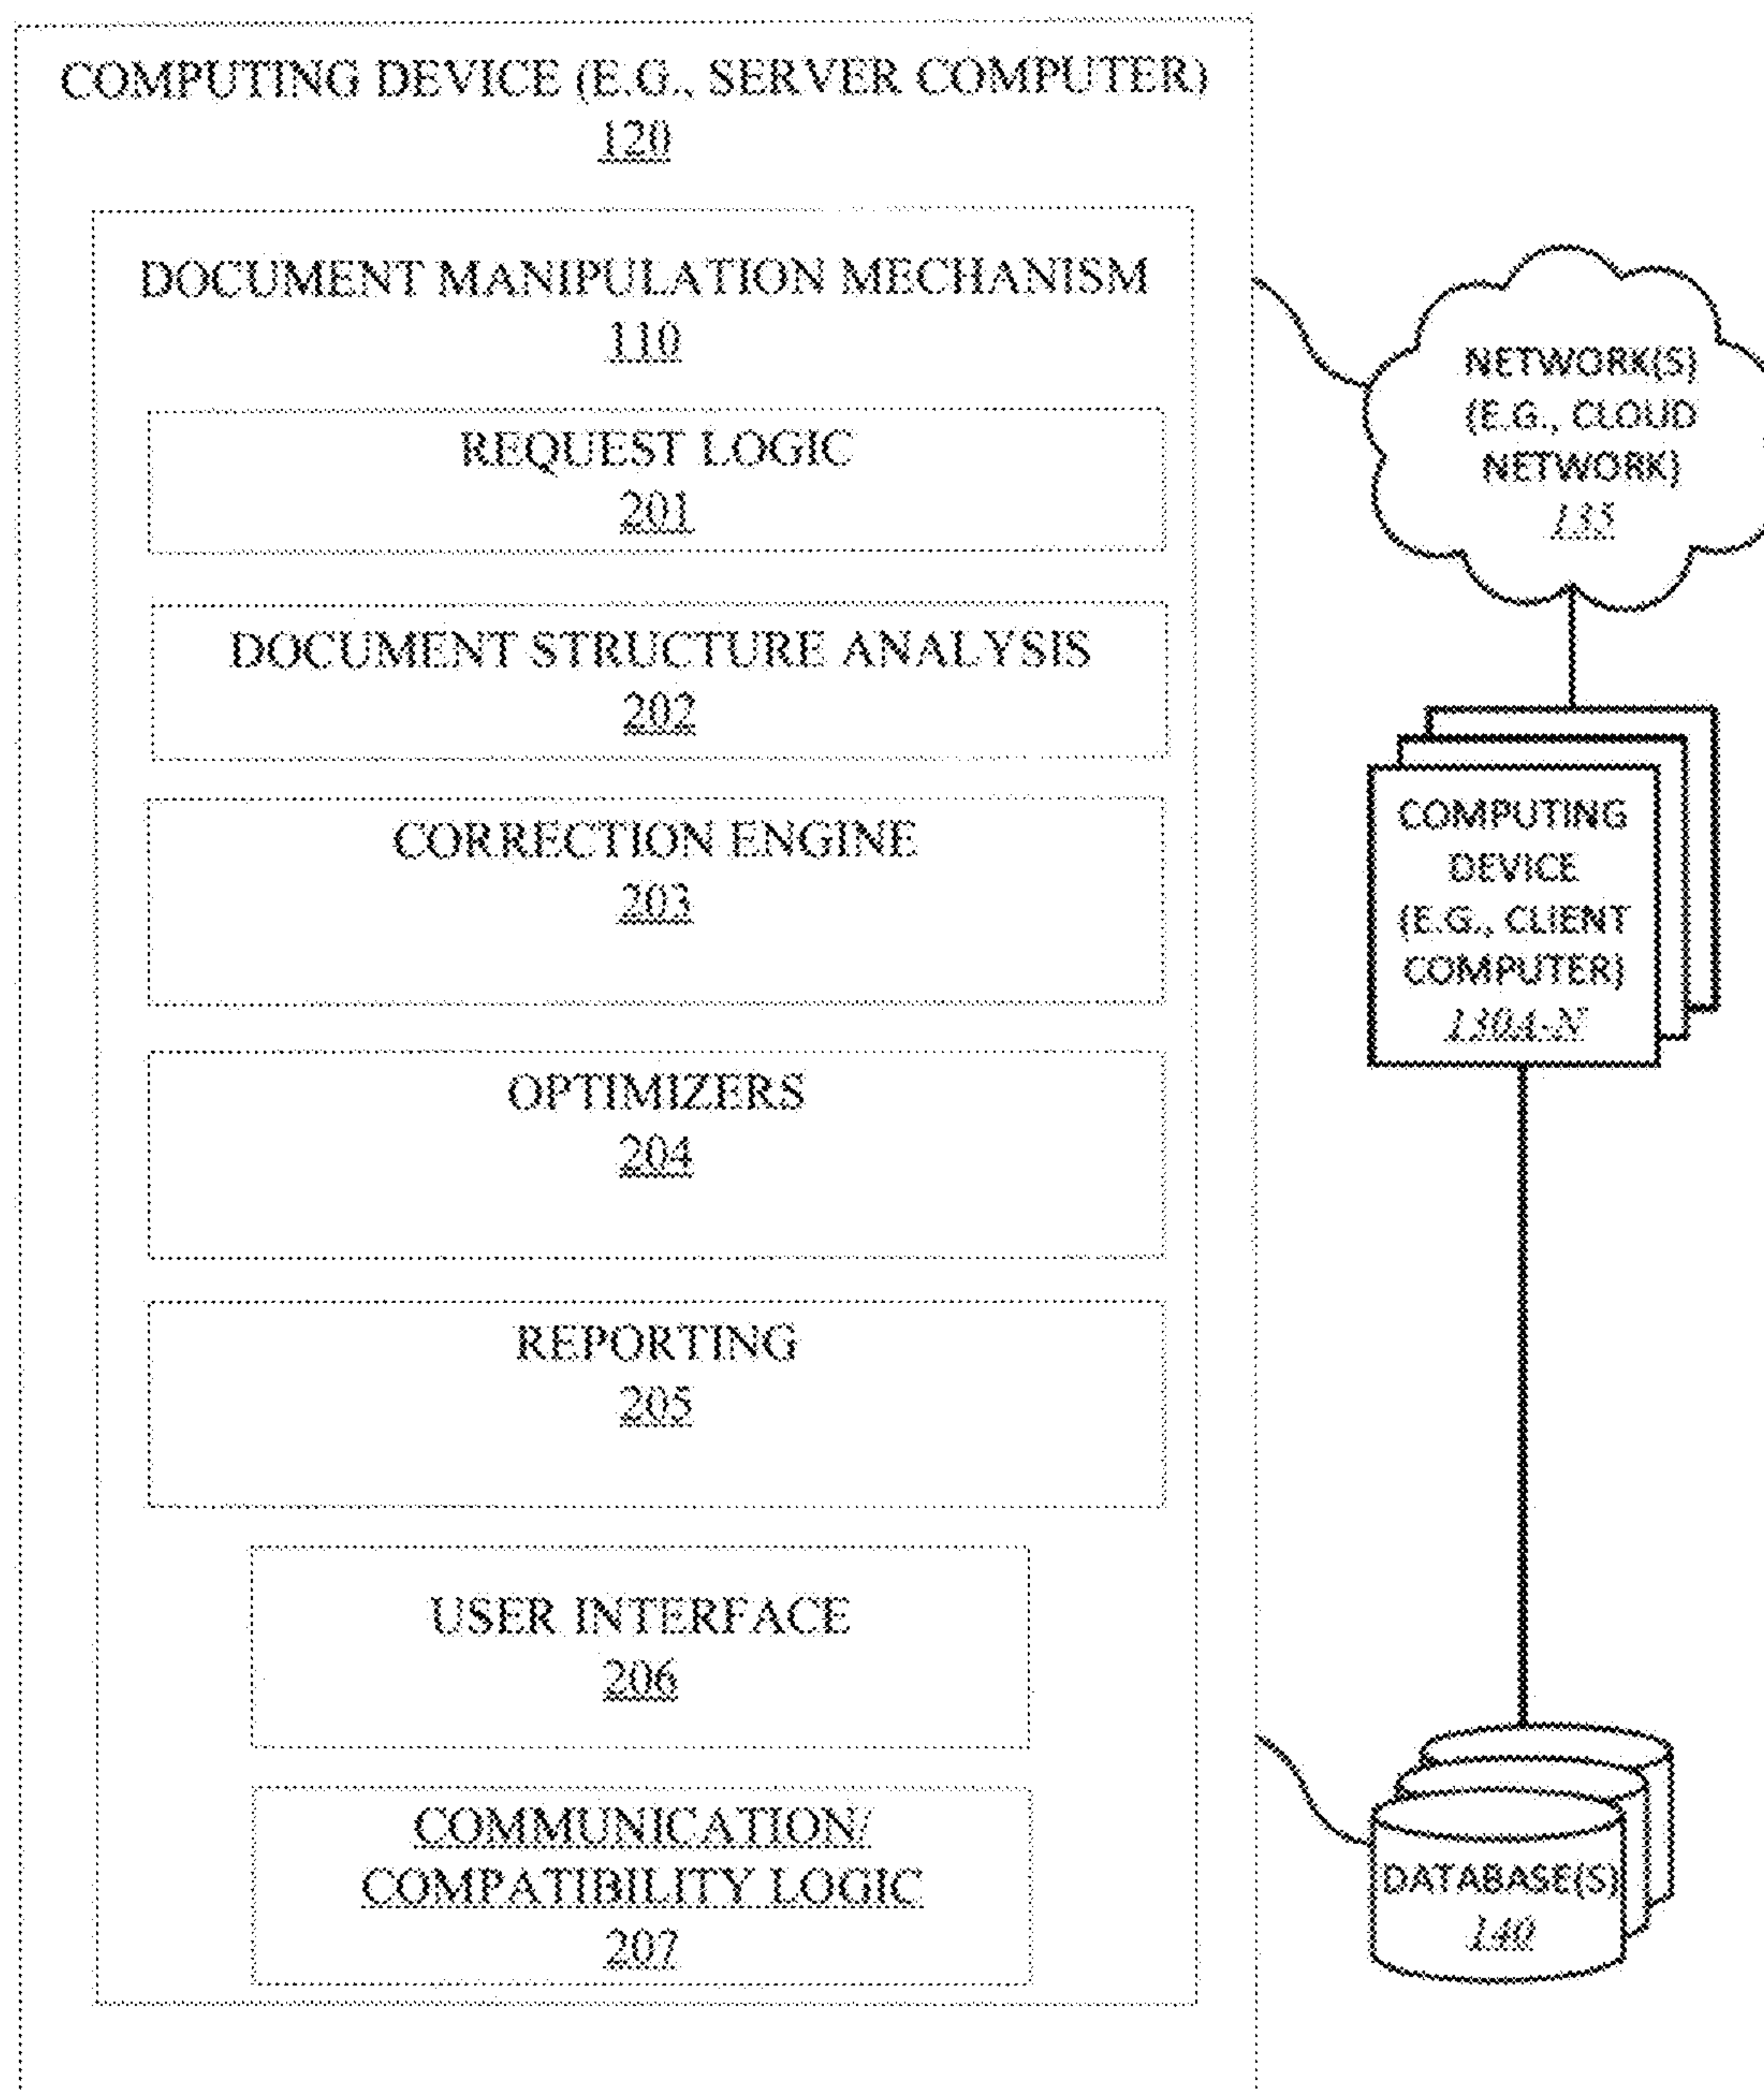 COMPUTING DEVICE (E.G., SERVER COMPUTER)
120
DOCUMENT MANIPULATION MECHANISM
110
REQUEST LOGIC
201
DOCUMENT STRUCTURE ANALYSIS
202
CORRECTION ENGINE
203
OPTIMIZERS
204
REPORTING
205
USER INTERFACE
206
COMMUNICATION/
COMPATIBILITY LOGIC
207
NETWORK(S)
(E.G., CLOUD
NETWORK)
135
COMPUTING
DEVICE
(E.G., CLIENT
COMPUTER)
130A-N
DATABASE(S)
140